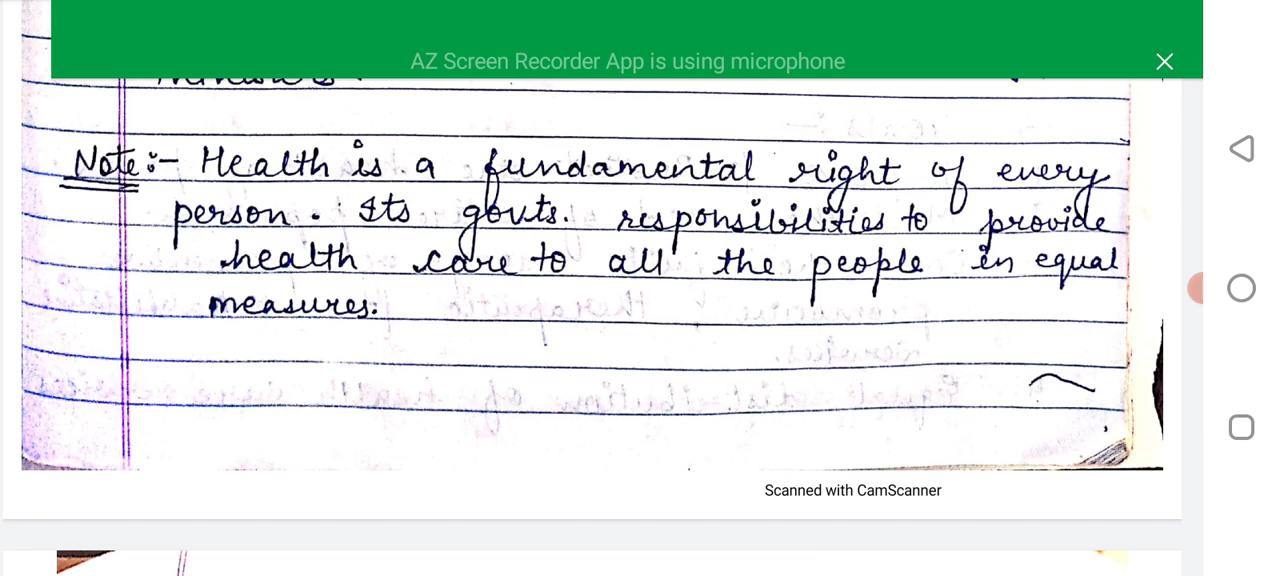 AZ Screen Recorder App is using microphone
Note:- Health is a fundamental right of every
person. Its govts. responsibilities to provide
health care to all the people in equal
measures.
Scanned with CamScanner